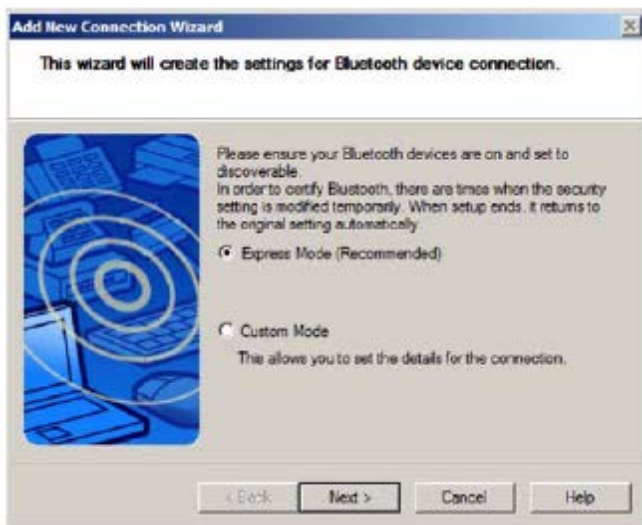 Add New Connection Wizard
This wizard will create the settings for Bluetooth device connection.
Please ensure your Bluetooth devices are on and set to
discoverable.
In order to certify Bluetooth, there are times when the security
setting is modified temporarily. When setup ends, it returns to
the original setting automatically
Express Mode (Recommended)
Custom Mode
This allows you to set the details for the connection.
< Back Next > Cancel Help